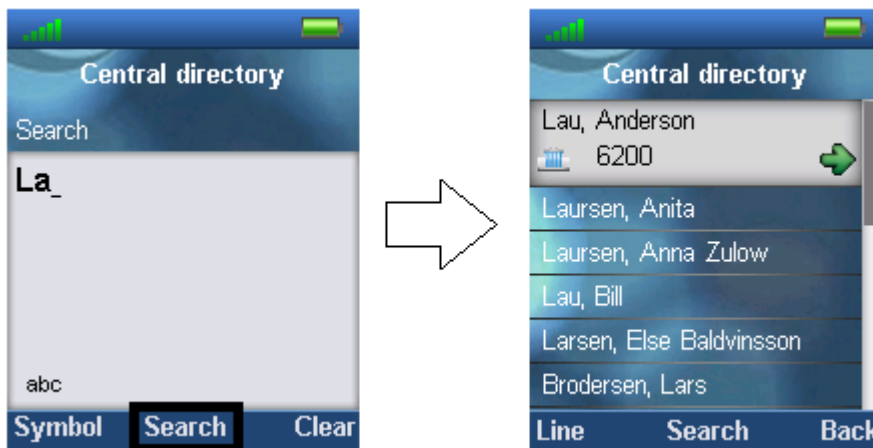 Central directory
Search
La_
abc
Symbol Search Clear
Central directory
Lau, Anderson
6200
Laursen, Anita
Laursen, Anna Zulow
Lau, Bill
Larsen, Else Baldvinsson
Brodersen, Lars
Line Search Back